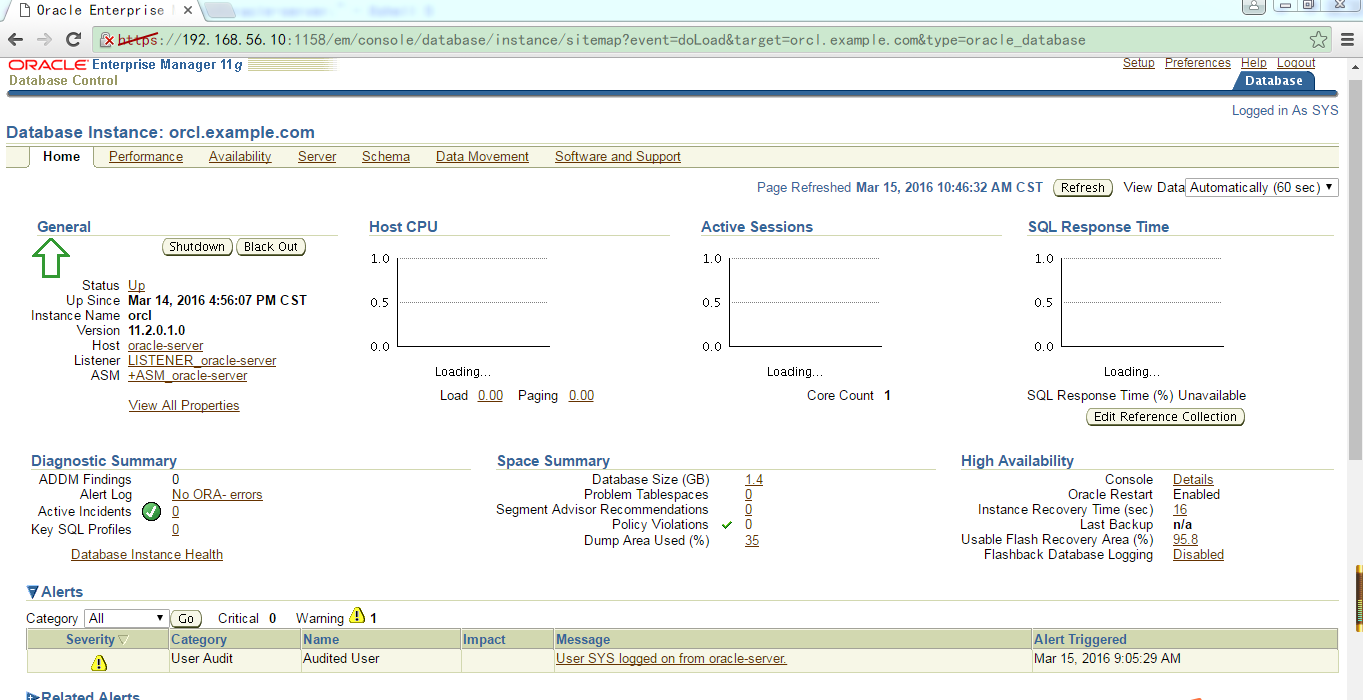 Oracle Enterprise
https://192.168.56.10:1158/em/console/database/instance/sitemap?event=doLoad&target=orcl.example.com&type=oracle_database
ORACLE Enterprise Manager 11g
Database Control
Setup Preferences Help Logout
Database
Logged in As SYS
Database Instance: orcl.example.com
Home Performance Availability Server Schema Data Movement Software and Support
Page Refreshed Mar 15, 2016 10:46:32 AM CST Refresh View Data Automatically (60 sec)
General
Shutdown Black Out
Status Up
Up Since Mar 14, 2016 4:56:07 PM CST
Instance Name orcl
Version 11.2.0.1.0
Host oracle-server
Listener LISTENER_oracle-server
ASM +ASM_oracle-server
View All Properties
Host CPU
1.0
0.5
0.0
Loading...
Load 0.00 Paging 0.00
Active Sessions
1.0
0.5
0.0
Loading...
Core Count 1
SQL Response Time
1.0
0.5
0.0
Loading...
SQL Response Time (%) Unavailable
Edit Reference Collection
Diagnostic Summary
ADDM Findings 0
Alert Log No ORA- errors
Active Incidents 0
Key SQL Profiles 0
Database Instance Health
Space Summary
Database Size (GB) 1.4
Problem Tablespaces 0
Segment Advisor Recommendations 0
Policy Violations 0
Dump Area Used (%) 35
High Availability
Console Details
Oracle Restart Enabled
Instance Recovery Time (sec) 16
Last Backup n/a
Usable Flash Recovery Area (%) 95.8
Flashback Database Logging Disabled
Alerts
Category All Go Critical 0 Warning 1
Severity Category Name Impact Message Alert Triggered
User Audit Audited User User SYS logged on from oracle-server. Mar 15, 2016 9:05:29 AM
Related Alerts